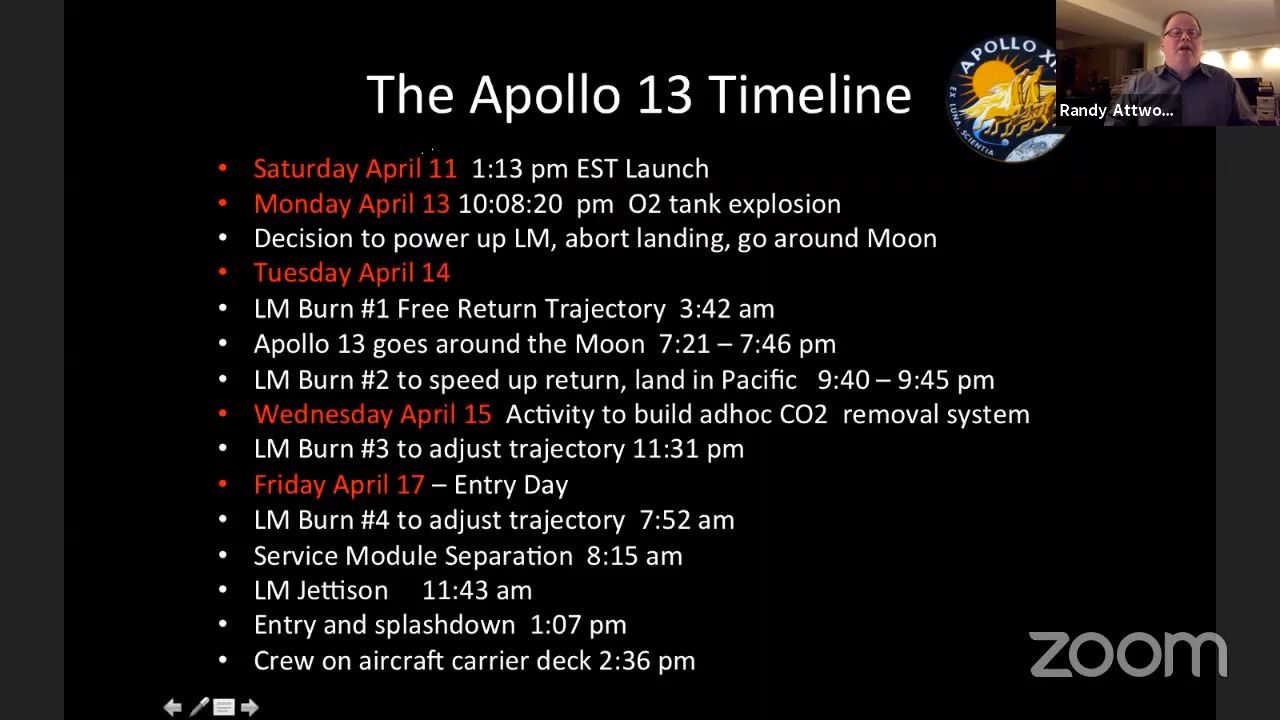 The Apollo 13 Timeline
APOLLO XI
EX LUNA, SCIENTIA
Randy Attwo...
• Saturday April 11 1:13 pm EST Launch
• Monday April 13 10:08:20 pm O2 tank explosion
• Decision to power up LM, abort landing, go around Moon
• Tuesday April 14
• LM Burn #1 Free Return Trajectory 3:42 am
• Apollo 13 goes around the Moon 7:21 – 7:46 pm
• LM Burn #2 to speed up return, land in Pacific 9:40 – 9:45 pm
• Wednesday April 15 Activity to build adhoc CO2 removal system
• LM Burn #3 to adjust trajectory 11:31 pm
• Friday April 17 – Entry Day
• LM Burn #4 to adjust trajectory 7:52 am
• Service Module Separation 8:15 am
• LM Jettison 11:43 am
• Entry and splashdown 1:07 pm
• Crew on aircraft carrier deck 2:36 pm
zoom